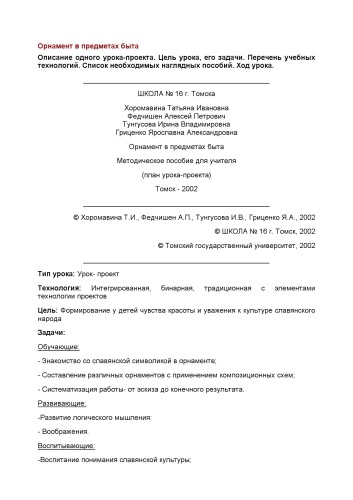 Орнамент в предметах быта
Описание одного урока-проекта. Цель урока, его задачи. Перечень учебных
технологий. Список необходимых наглядных пособий. Ход урока.
ШКОЛА № 16 г. Томска
Хоромавина Татьяна Ивановна
Федчишен Алексей Петрович
Тунгусова Ирина Владимировна
Гриценко Ярославна Александровна
Орнамент в предметах быта
Методическое пособие для учителя
(план урока-проекта)
Томск - 2002
© Хоромавина Т.И., Федчишен А.П., Тунгусова И.В., Гриценко Я.А., 2002
© ШКОЛА № 16 г. Томск, 2002
© Томский государственный университет, 2002
Тип урока: Урок- проект
Технология: Интегрированная, бинарная, традиционная с элементами
технологии проектов
Цель: Формирование у детей чувства красоты и уважения к культуре славянского
народа
Задачи:
Обучающие:
- Знакомство со славянской символикой в орнаменте;
- Составление различных орнаментов с применением композиционных схем;
- Систематизация работы- от эскиза до конечного результата.
Развивающие:
-Развитие логического мышления:
- Воображения.
Воспитывающие:
-Воспитание понимания славянской культуры;